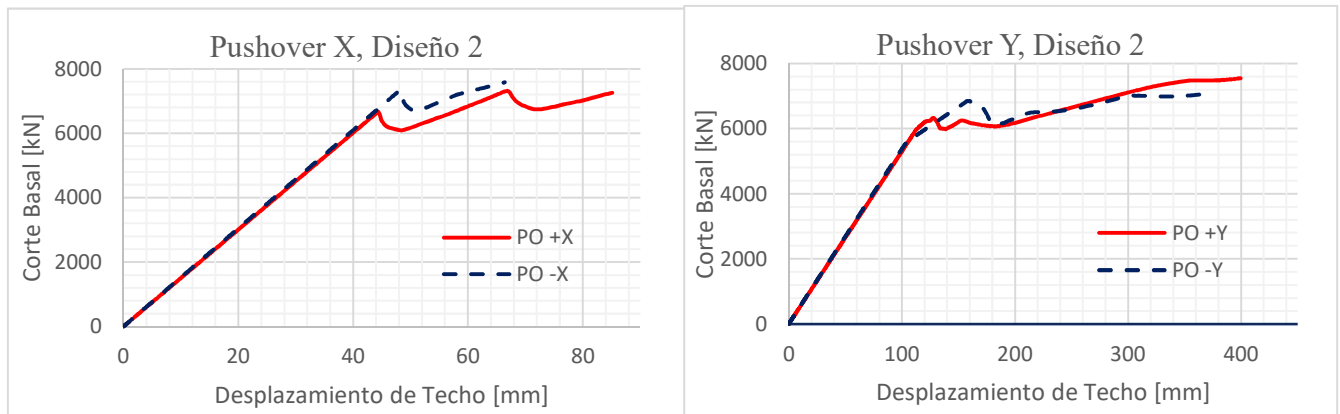 Pushover X, Diseño 2
Corte Basal [kN]
8000
6000
4000
2000
0
PO +X
PO -X
0 20 40 60 80
Desplazamiento de Techo [mm]
Pushover Y, Diseño 2
Corte Basal [kN]
8000
6000
4000
2000
0
PO +Y
PO -Y
0 100 200 300 400
Desplazamiento de Techo [mm]